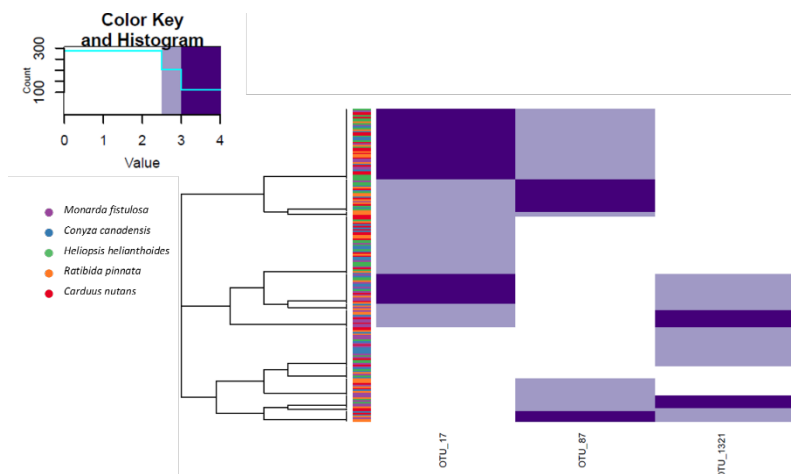 Color Key
and Histogram
Count
300
100
0 1 2 3 4
Value
Monarda fistulosa
Conyza canadensis
Heliopsis helianthoides
Ratibida pinnata
Carduus nutans
OTU_17
OTU_87
OTU_1321